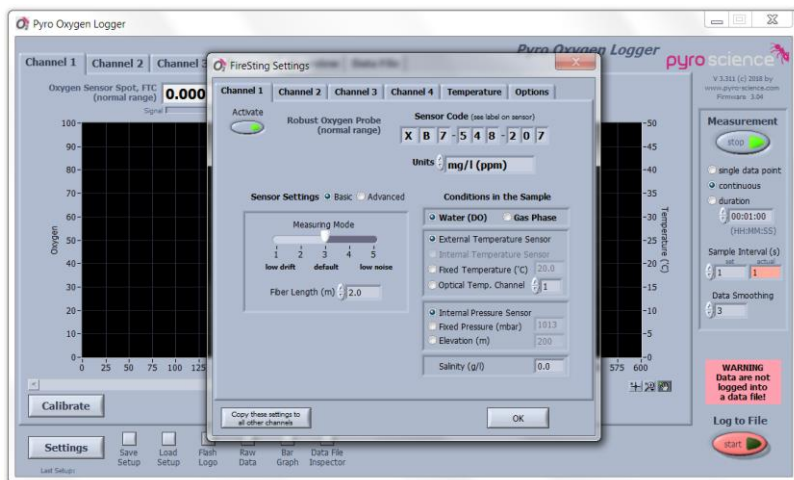 Pyro Oxygen Logger
Pyro Oxygen Logger
pyroscience
V 3.311 (c) 2018 by
www.pyro-science.com
Firmware 3.04
Channel 1 Channel 2 Channel 3
Data File
Oxygen Sensor Spot, FTC
(normal range)
0.000
Signal
Oxygen
100
90
80
70
60
50
40
30
20
10
0
0 25 50 75 100 125
575 600
50
45
40
35
30
25
20
15
10
5
0
Temperature (°C)
Calibrate
FireSting Settings
Channel 1 Channel 2 Channel 3 Channel 4 Temperature Options
Activate
Robust Oxygen Probe
(normal range)
Sensor Code (see label on sensor)
X B 7 - 5 4 8 - 2 0 7
Units mg/l (ppm)
Sensor Settings Basic Advanced
Measuring Mode
1 2 3 4 5
low drift default low noise
Fiber Length (m) 2.0
Conditions in the Sample
Water (DO) Gas Phase
External Temperature Sensor
Internal Temperature Sensor
Fixed Temperature (°C) 20.0
Optical Temp. Channel 1
Internal Pressure Sensor
Fixed Pressure (mbar) 1013
Elevation (m) 200
Salinity (g/l) 0.0
Copy these settings to
all other channels
OK
Measurement
stop
single data point
continuous
duration
00:01:00
(HH:MM:SS)
Sample Interval (s)
set actual
1 1
Data Smoothing
3
WARNING
Data are not
logged into
a data file!
Log to File
start
Settings
Last Setup:
Save
Setup
Load
Setup
Flash
Logo
Raw
Data
Bar
Graph
Data File
Inspector